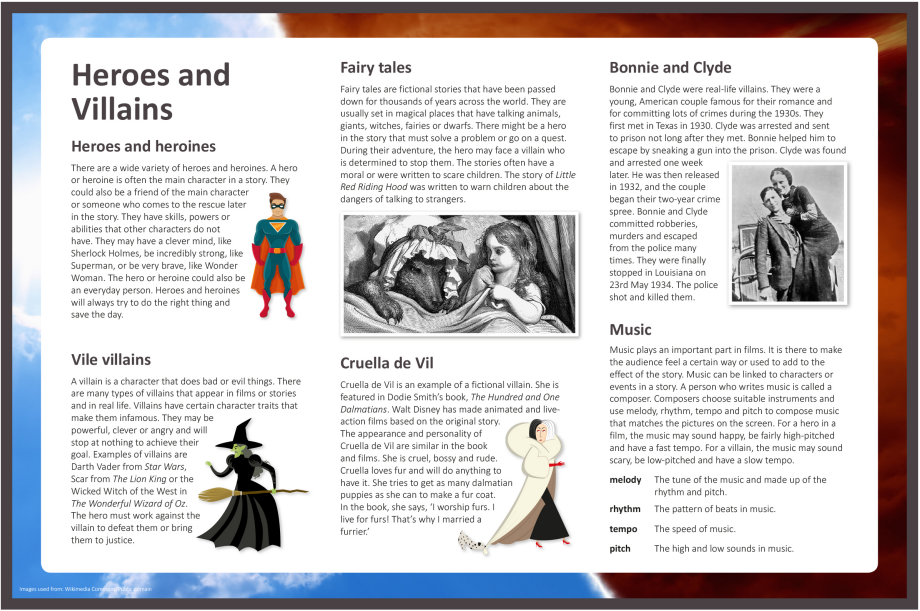 Heroes and
Villains
Heroes and heroines
There are a wide variety of heroes and heroines. A hero
or heroine is often the main character in a story. They
could also be a friend of the main character
or someone who comes to the rescue later
in the story. They have skills, powers or
abilities that other characters do not
have. They may have a clever mind, like
Sherlock Holmes, be incredibly strong, like
Superman, or be very brave, like Wonder
Woman. The hero or heroine could also be
an everyday person. Heroes and heroines
will always try to do the right thing and
save the day.
Vile villains
A villain is a character that does bad or evil things. There
are many types of villains that appear in films or stories
and in real life. Villains have certain character traits that
make them infamous. They may be
powerful, clever or angry and will
stop at nothing to achieve their
goal. Examples of villains are
Darth Vader from Star Wars,
Scar from The Lion King or the
Wicked Witch of the West in
The Wonderful Wizard of Oz.
The hero must work against the
villain to defeat them or bring
them to justice.
Fairy tales
Fairy tales are fictional stories that have been passed
down for thousands of years across the world. They are
usually set in magical places that have talking animals,
giants, witches, fairies or dwarfs. There might be a hero
in the story that must solve a problem or go on a quest.
During their adventure, the hero may face a villain who
is determined to stop them. The stories often have a
moral or were written to scare children. The story of Little
Red Riding Hood was written to warn children about the
dangers of talking to strangers.
Cruella de Vil
Cruella de Vil is an example of a fictional villain. She is
featured in Dodie Smith's book, The Hundred and One
Dalmatians. Walt Disney has made animated and live-
action films based on the original story.
The appearance and personality of
Cruella de Vil are similar in the book
and films. She is cruel, bossy and rude.
Cruella loves fur and will do anything to
have it. She tries to get as many dalmatian
puppies as she can to make a fur coat.
In the book, she says, 'I worship furs. I
live for furs! That's why I married a
furrier.'
Bonnie and Clyde
Bonnie and Clyde were real-life villains. They were a
young, American couple famous for their romance and
for committing lots of crimes during the 1930s. They
first met in Texas in 1930. Clyde was arrested and sent
to prison not long after they met. Bonnie helped him to
escape by sneaking a gun into the prison. Clyde was found
and arrested one week
later. He was then released
in 1932, and the couple
began their two-year crime
spree. Bonnie and Clyde
committed robberies,
murders and escaped
from the police many
times. They were finally
stopped in Louisiana on
23rd May 1934. The police
shot and killed them.
Music
Music plays an important part in films. It is there to make
the audience feel a certain way or used to add to the
effect of the story. Music can be linked to characters or
events in a story. A person who writes music is called a
composer. Composers choose suitable instruments and
use melody, rhythm, tempo and pitch to compose music
that matches the pictures on the screen. For a hero in a
film, the music may sound happy, be fairly high-pitched
and have a fast tempo. For a villain, the music may sound
scary, be low-pitched and have a slow tempo.
melody The tune of the music and made up of the
rhythm and pitch.
rhythm The pattern of beats in music.
tempo The speed of music.
pitch The high and low sounds in music.
Images used from: Wikimedia